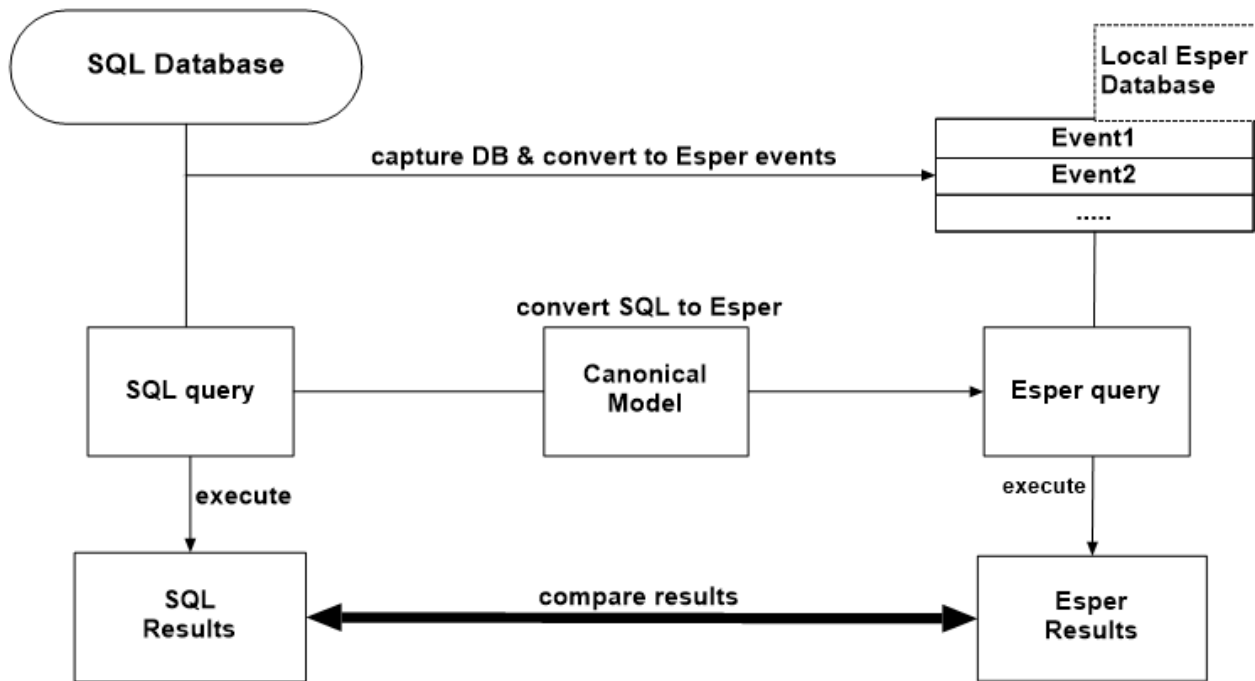 SQL Database
Local Esper
Database
Event1
capture DB & convert to Esper events
Event2
.....
convert SQL to Esper
SQL query
Canonical
Model
Esper query
execute
execute
SQL
Results
compare results
Esper
Results